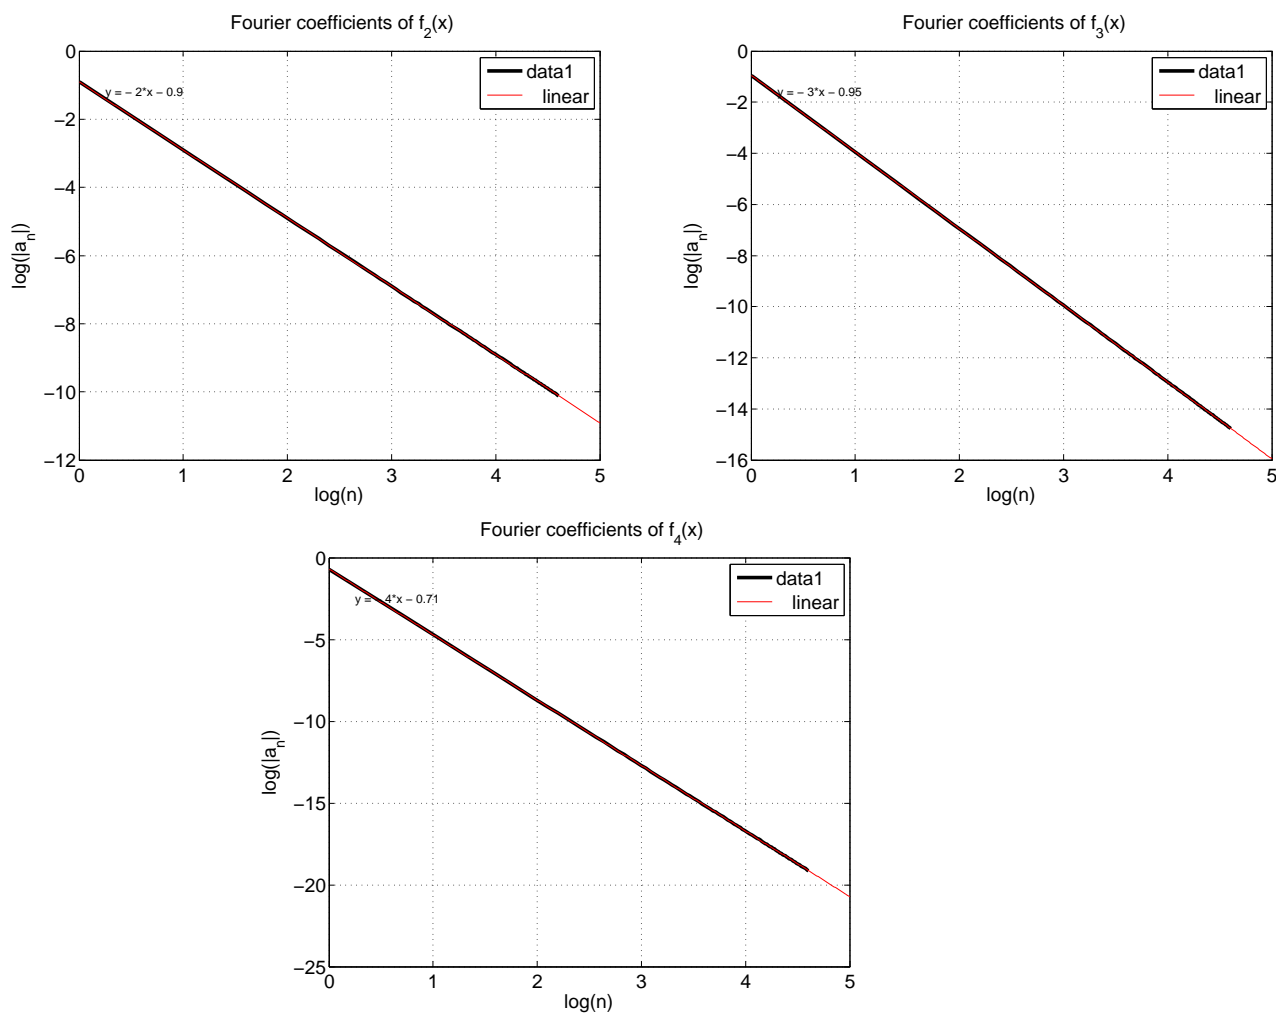 Fourier coefficients of f2(x)
0
−2
−4
−6
−8
−10
−12
0 1 2 3 4 5
log(n)
log(|an|)
y = − 2*x − 0.9
data1
linear
Fourier coefficients of f3(x)
0
−2
−4
−6
−8
−10
−12
−14
−16
0 1 2 3 4 5
log(n)
log(|an|)
y = − 3*x − 0.95
data1
linear
Fourier coefficients of f4(x)
0
−5
−10
−15
−20
−25
0 1 2 3 4 5
log(n)
log(|an|)
y = − 4*x − 0.71
data1
linear